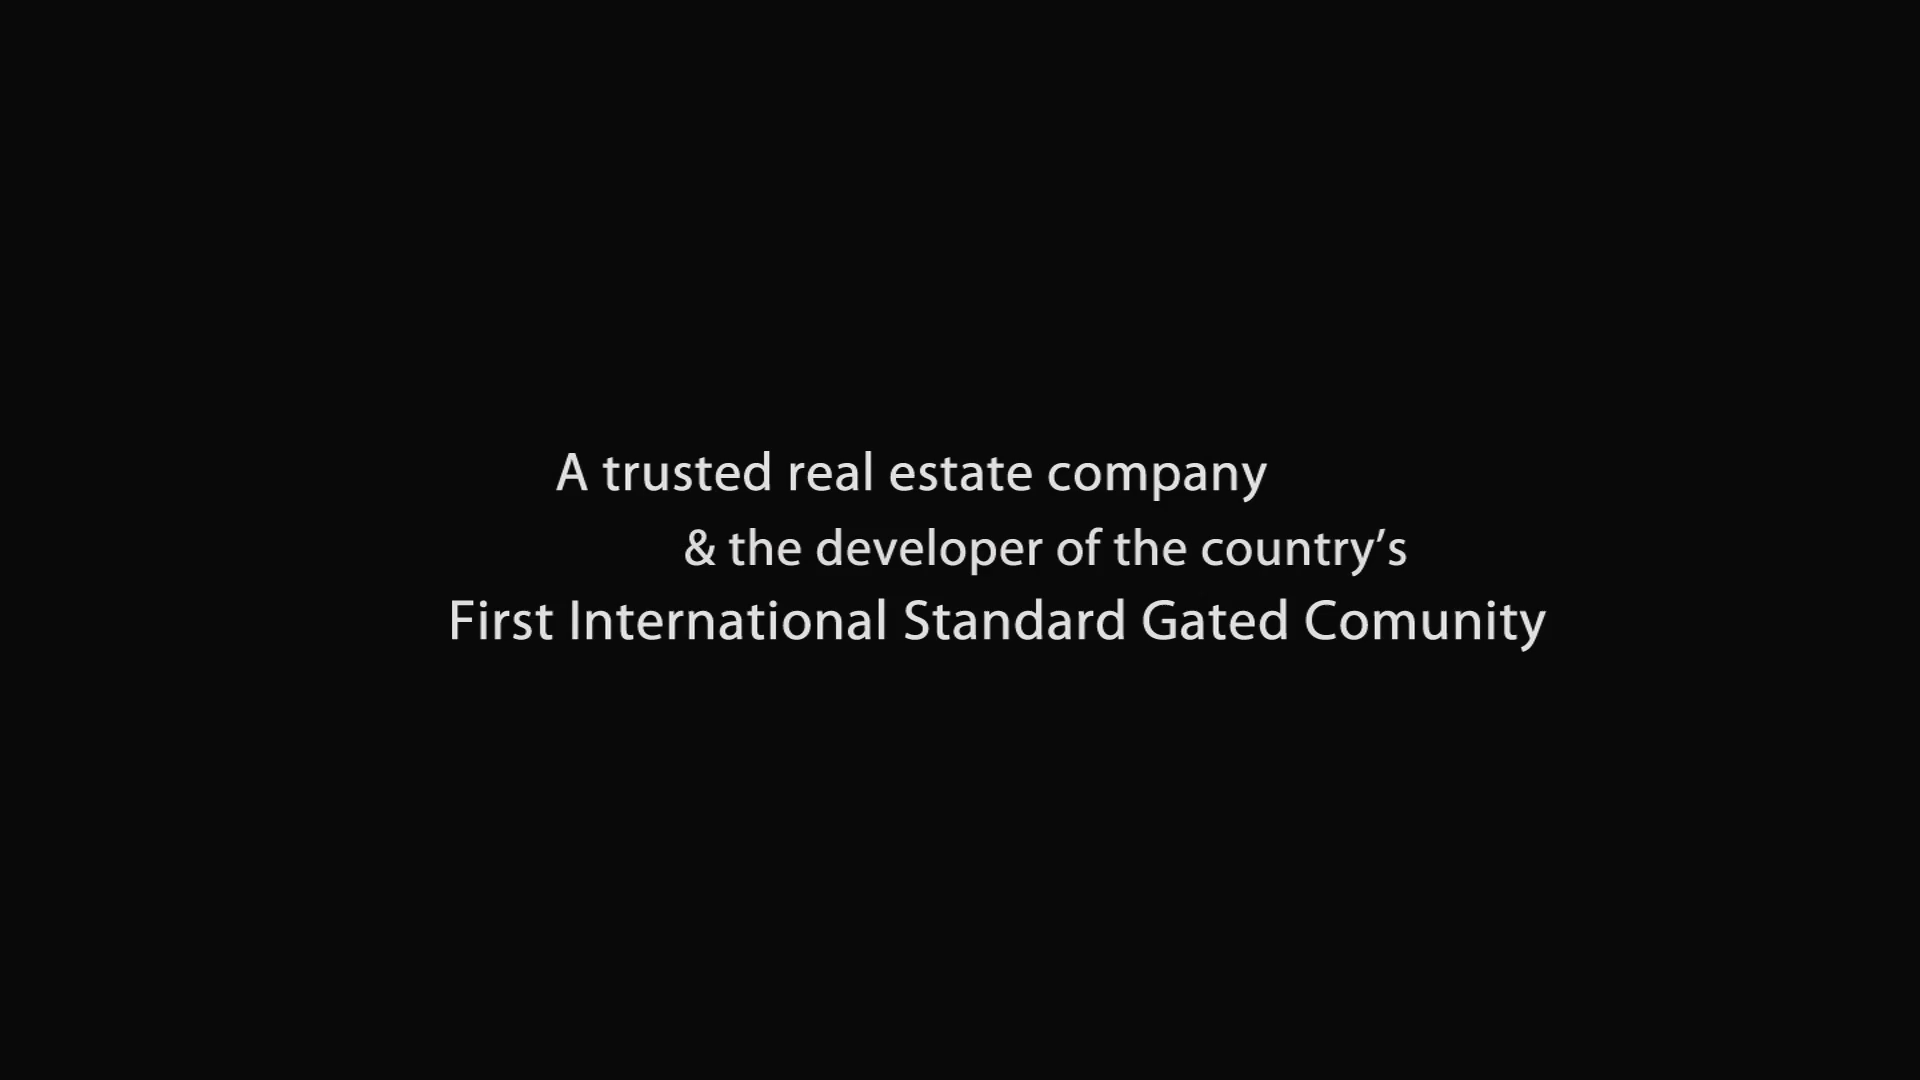 A trusted real estate company
& the developer of the country’s
First International Standard Gated Comunity